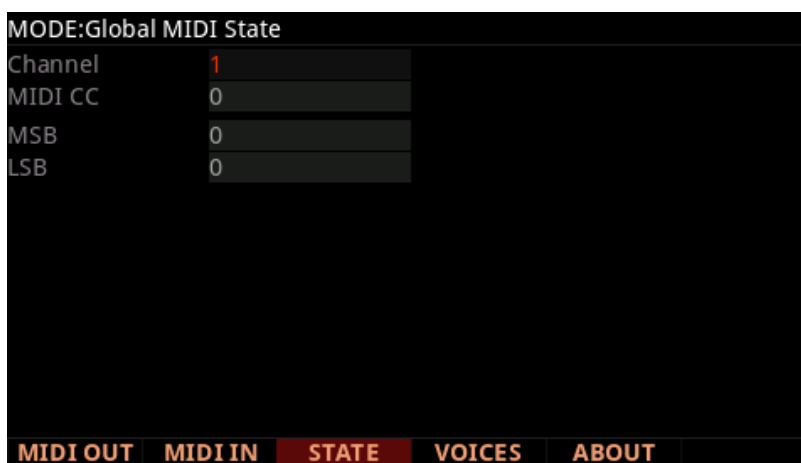 MODE:Global MIDI State
Channel 1
MIDI CC 0
MSB 0
LSB 0
MIDI OUT MIDI IN STATE VOICES ABOUT